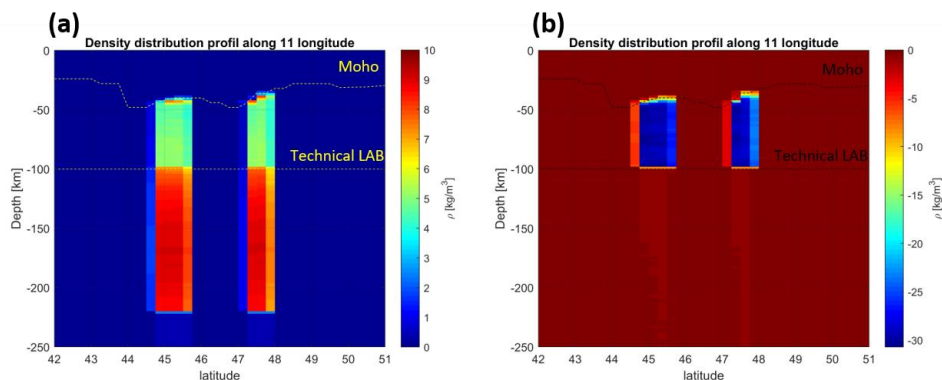 (a)
Density distribution profil along 11 longitude
Moho
Technical LAB
Depth [km]
0
-50
-100
-150
-200
-250
42 43 44 45 46 47 48 49 50 51
latitude
10
9
8
7
6
5
4
3
2
1
0
ρ [kg/m³]
(b)
Density distribution profil along 11 longitude
Moho
Technical LAB
Depth [km]
0
-50
-100
-150
-200
-250
42 43 44 45 46 47 48 49 50 51
latitude
0
-5
-10
-15
-20
-25
-30
ρ [kg/m³]